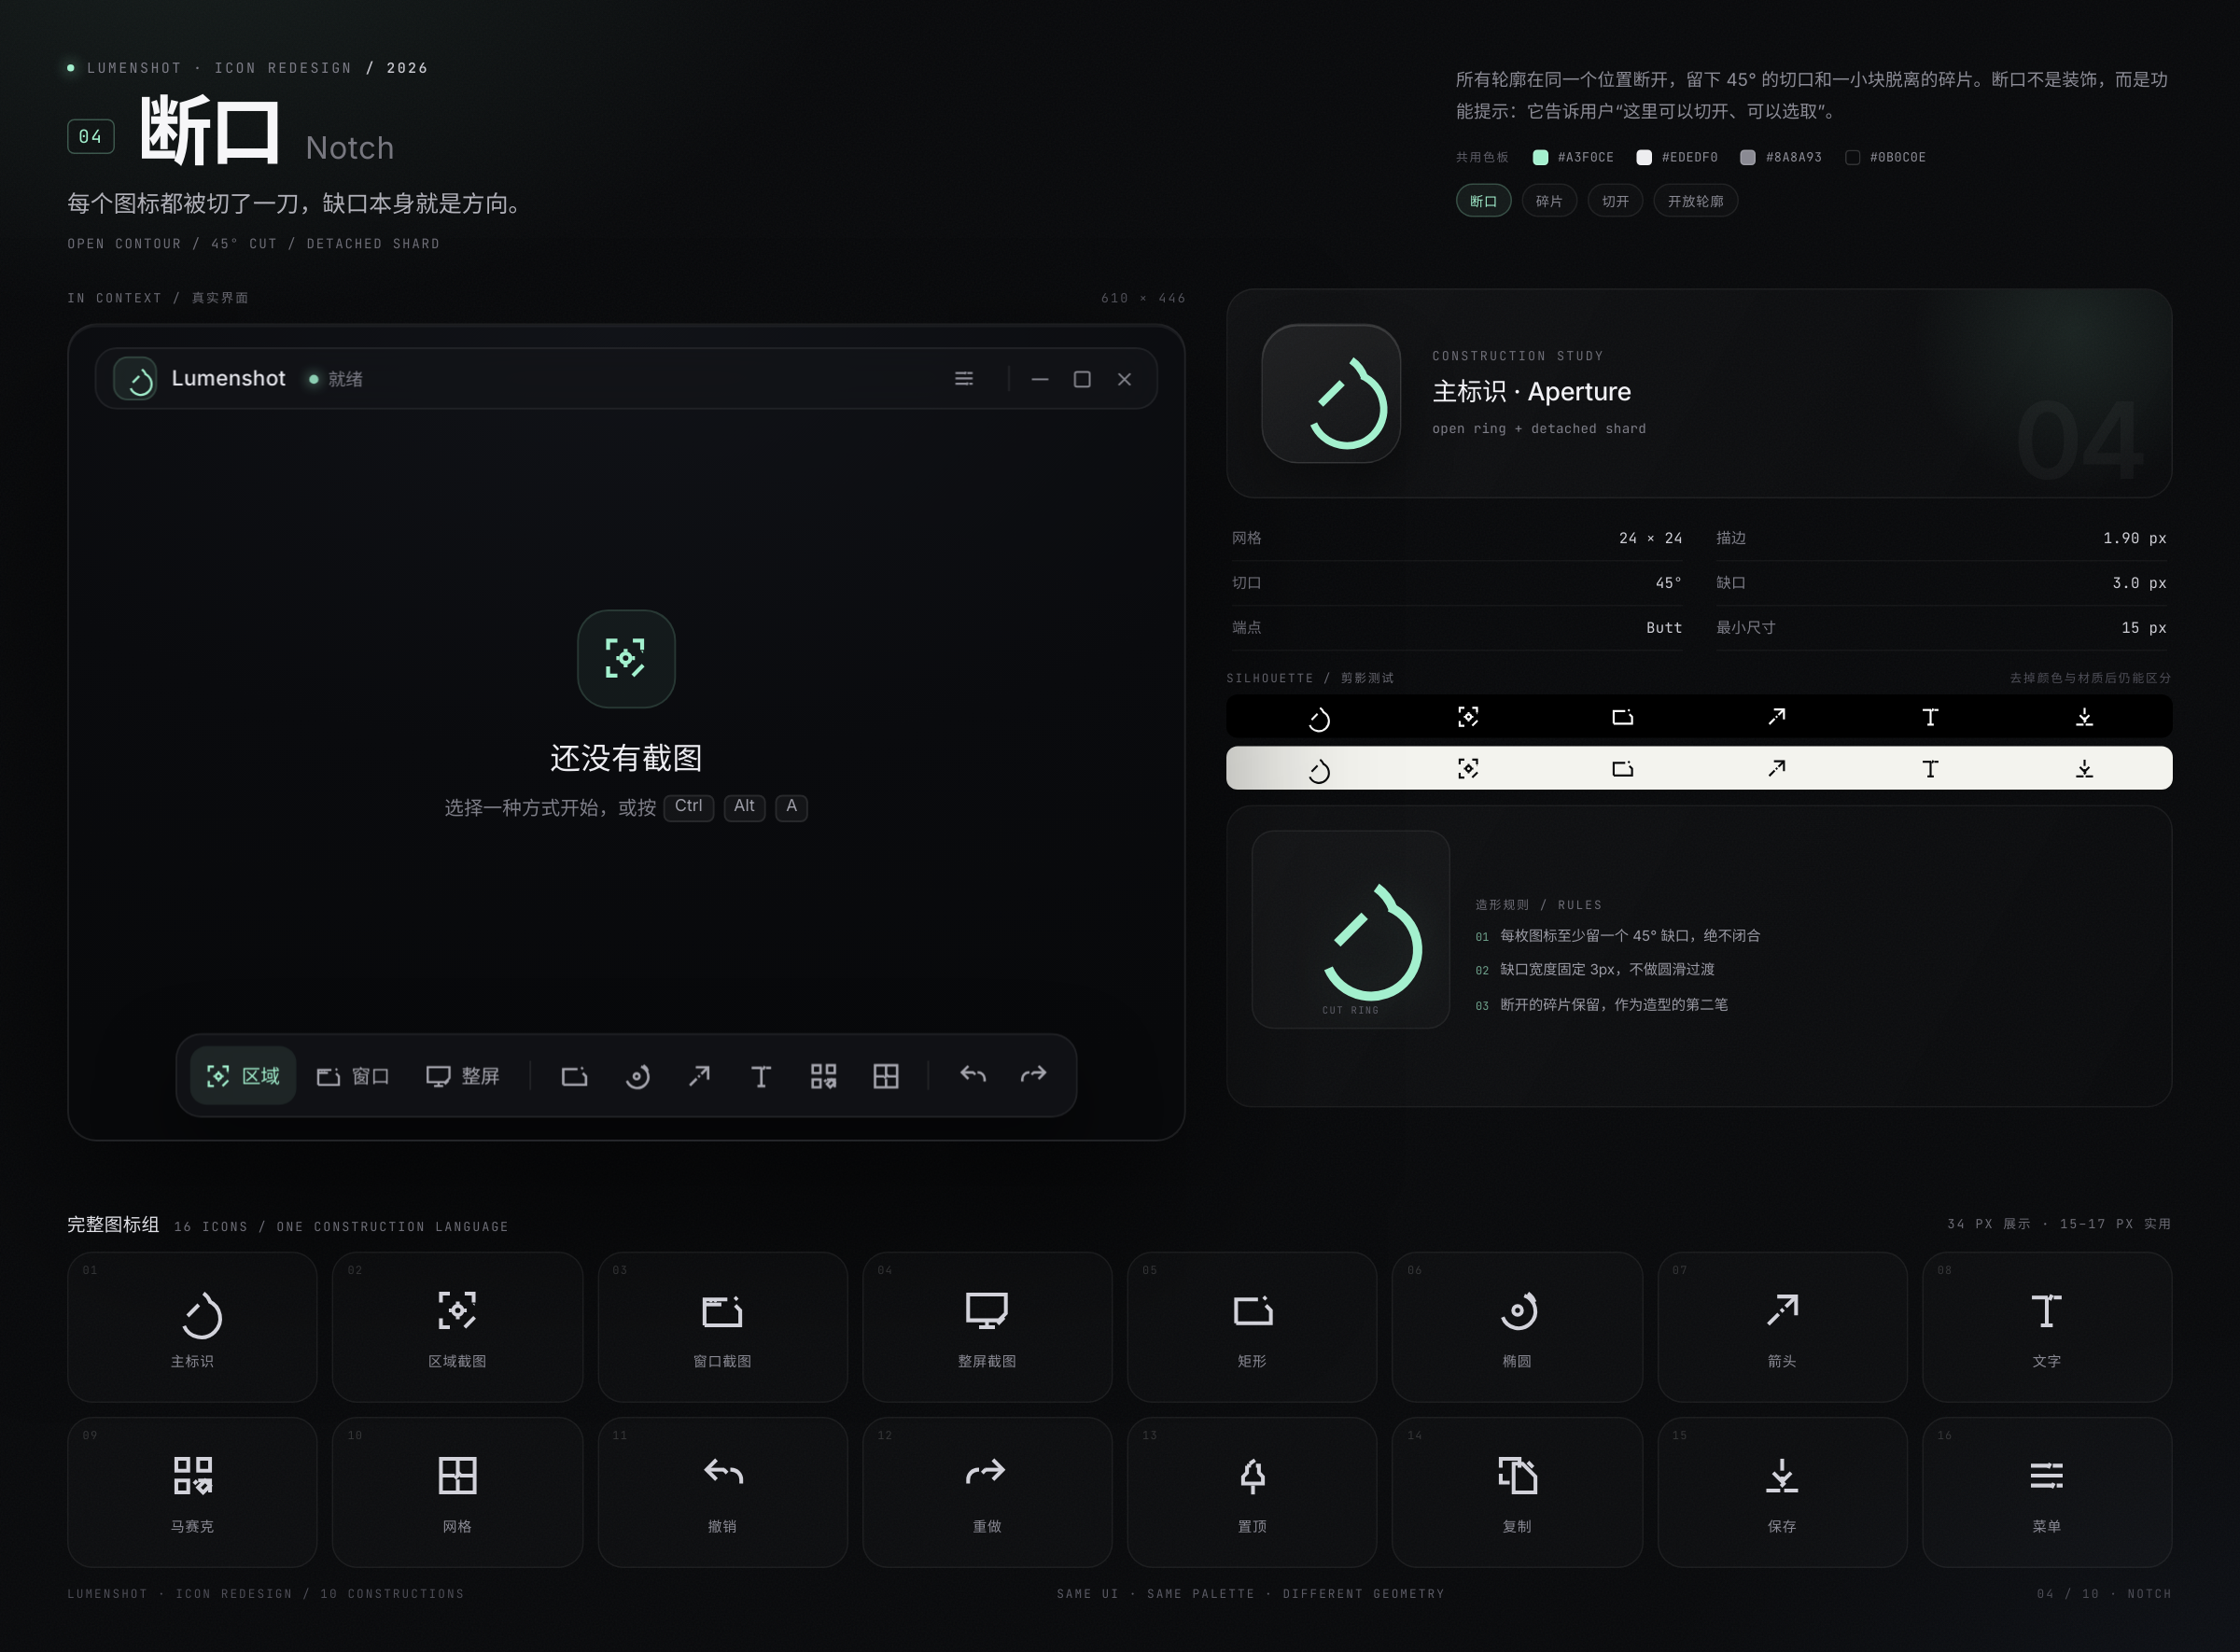 LUMENSHOT · ICON REDESIGN / 2026
04 断口 Notch
每个图标都被切了一刀，缺口本身就是方向。
OPEN CONTOUR / 45° CUT / DETACHED SHARD
所有轮廓在同一个位置断开，留下 45° 的切口和一小块脱离的碎片。断口不是装饰，而是功
能提示：它告诉用户“这里可以切开、可以选取”。
共用色板 #A3F0CE #EDEDF0 #8A8A93 #0B0C0E
断口 碎片 切开 开放轮廓
IN CONTEXT / 真实界面 610 × 446
Lumenshot 就绪
还没有截图
选择一种方式开始，或按 Ctrl Alt A
区域 窗口 整屏
CONSTRUCTION STUDY
主标识 · Aperture
open ring + detached shard
04
网格 24 × 24 描边 1.90 px
切口 45° 缺口 3.0 px
端点 Butt 最小尺寸 15 px
SILHOUETTE / 剪影测试 去掉颜色与材质后仍能区分
CUT RING
造形规则 / RULES
01 每枚图标至少留一个 45° 缺口，绝不闭合
02 缺口宽度固定 3px，不做圆滑过渡
03 断开的碎片保留，作为造型的第二笔
完整图标组 16 ICONS / ONE CONSTRUCTION LANGUAGE 34 PX 展示 · 15–17 PX 实用
01 02 03 04 05 06 07 08
主标识 区域截图 窗口截图 整屏截图 矩形 椭圆 箭头 文字
09 10 11 12 13 14 15 16
马赛克 网格 撤销 重做 置顶 复制 保存 菜单
LUMENSHOT · ICON REDESIGN / 10 CONSTRUCTIONS SAME UI · SAME PALETTE · DIFFERENT GEOMETRY 04 / 10 · NOTCH